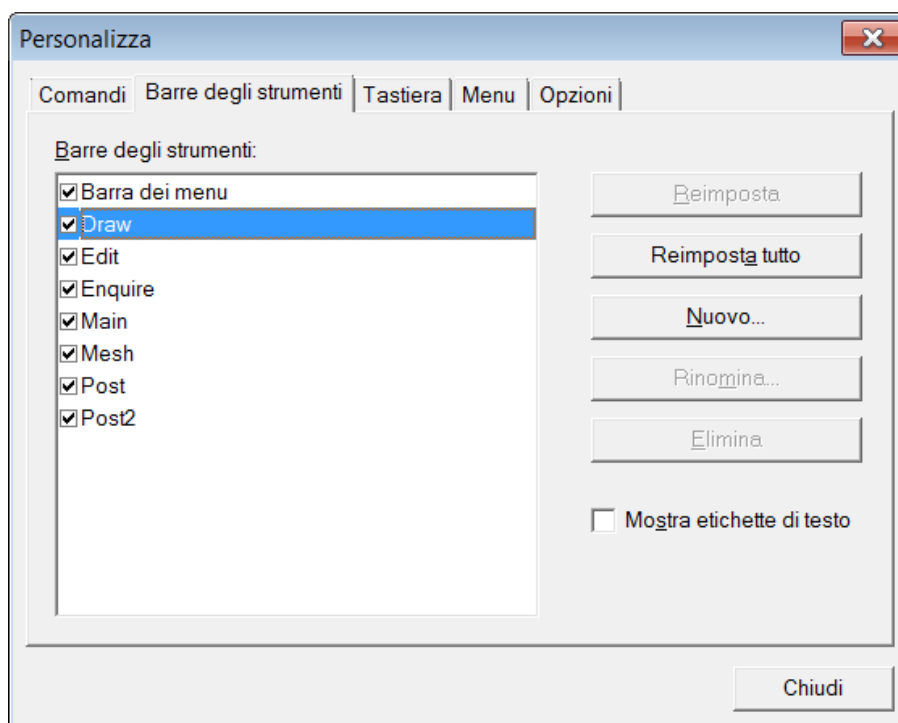 Personalizza
Comandi Barre degli strumenti Tastiera Menu Opzioni
Barre degli strumenti:
Barra dei menu
Draw
Edit
Enquire
Main
Mesh
Post
Post2
Reimposta
Reimposta tutto
Nuovo...
Rinomina...
Elimina
Mostra etichette di testo
Chiudi